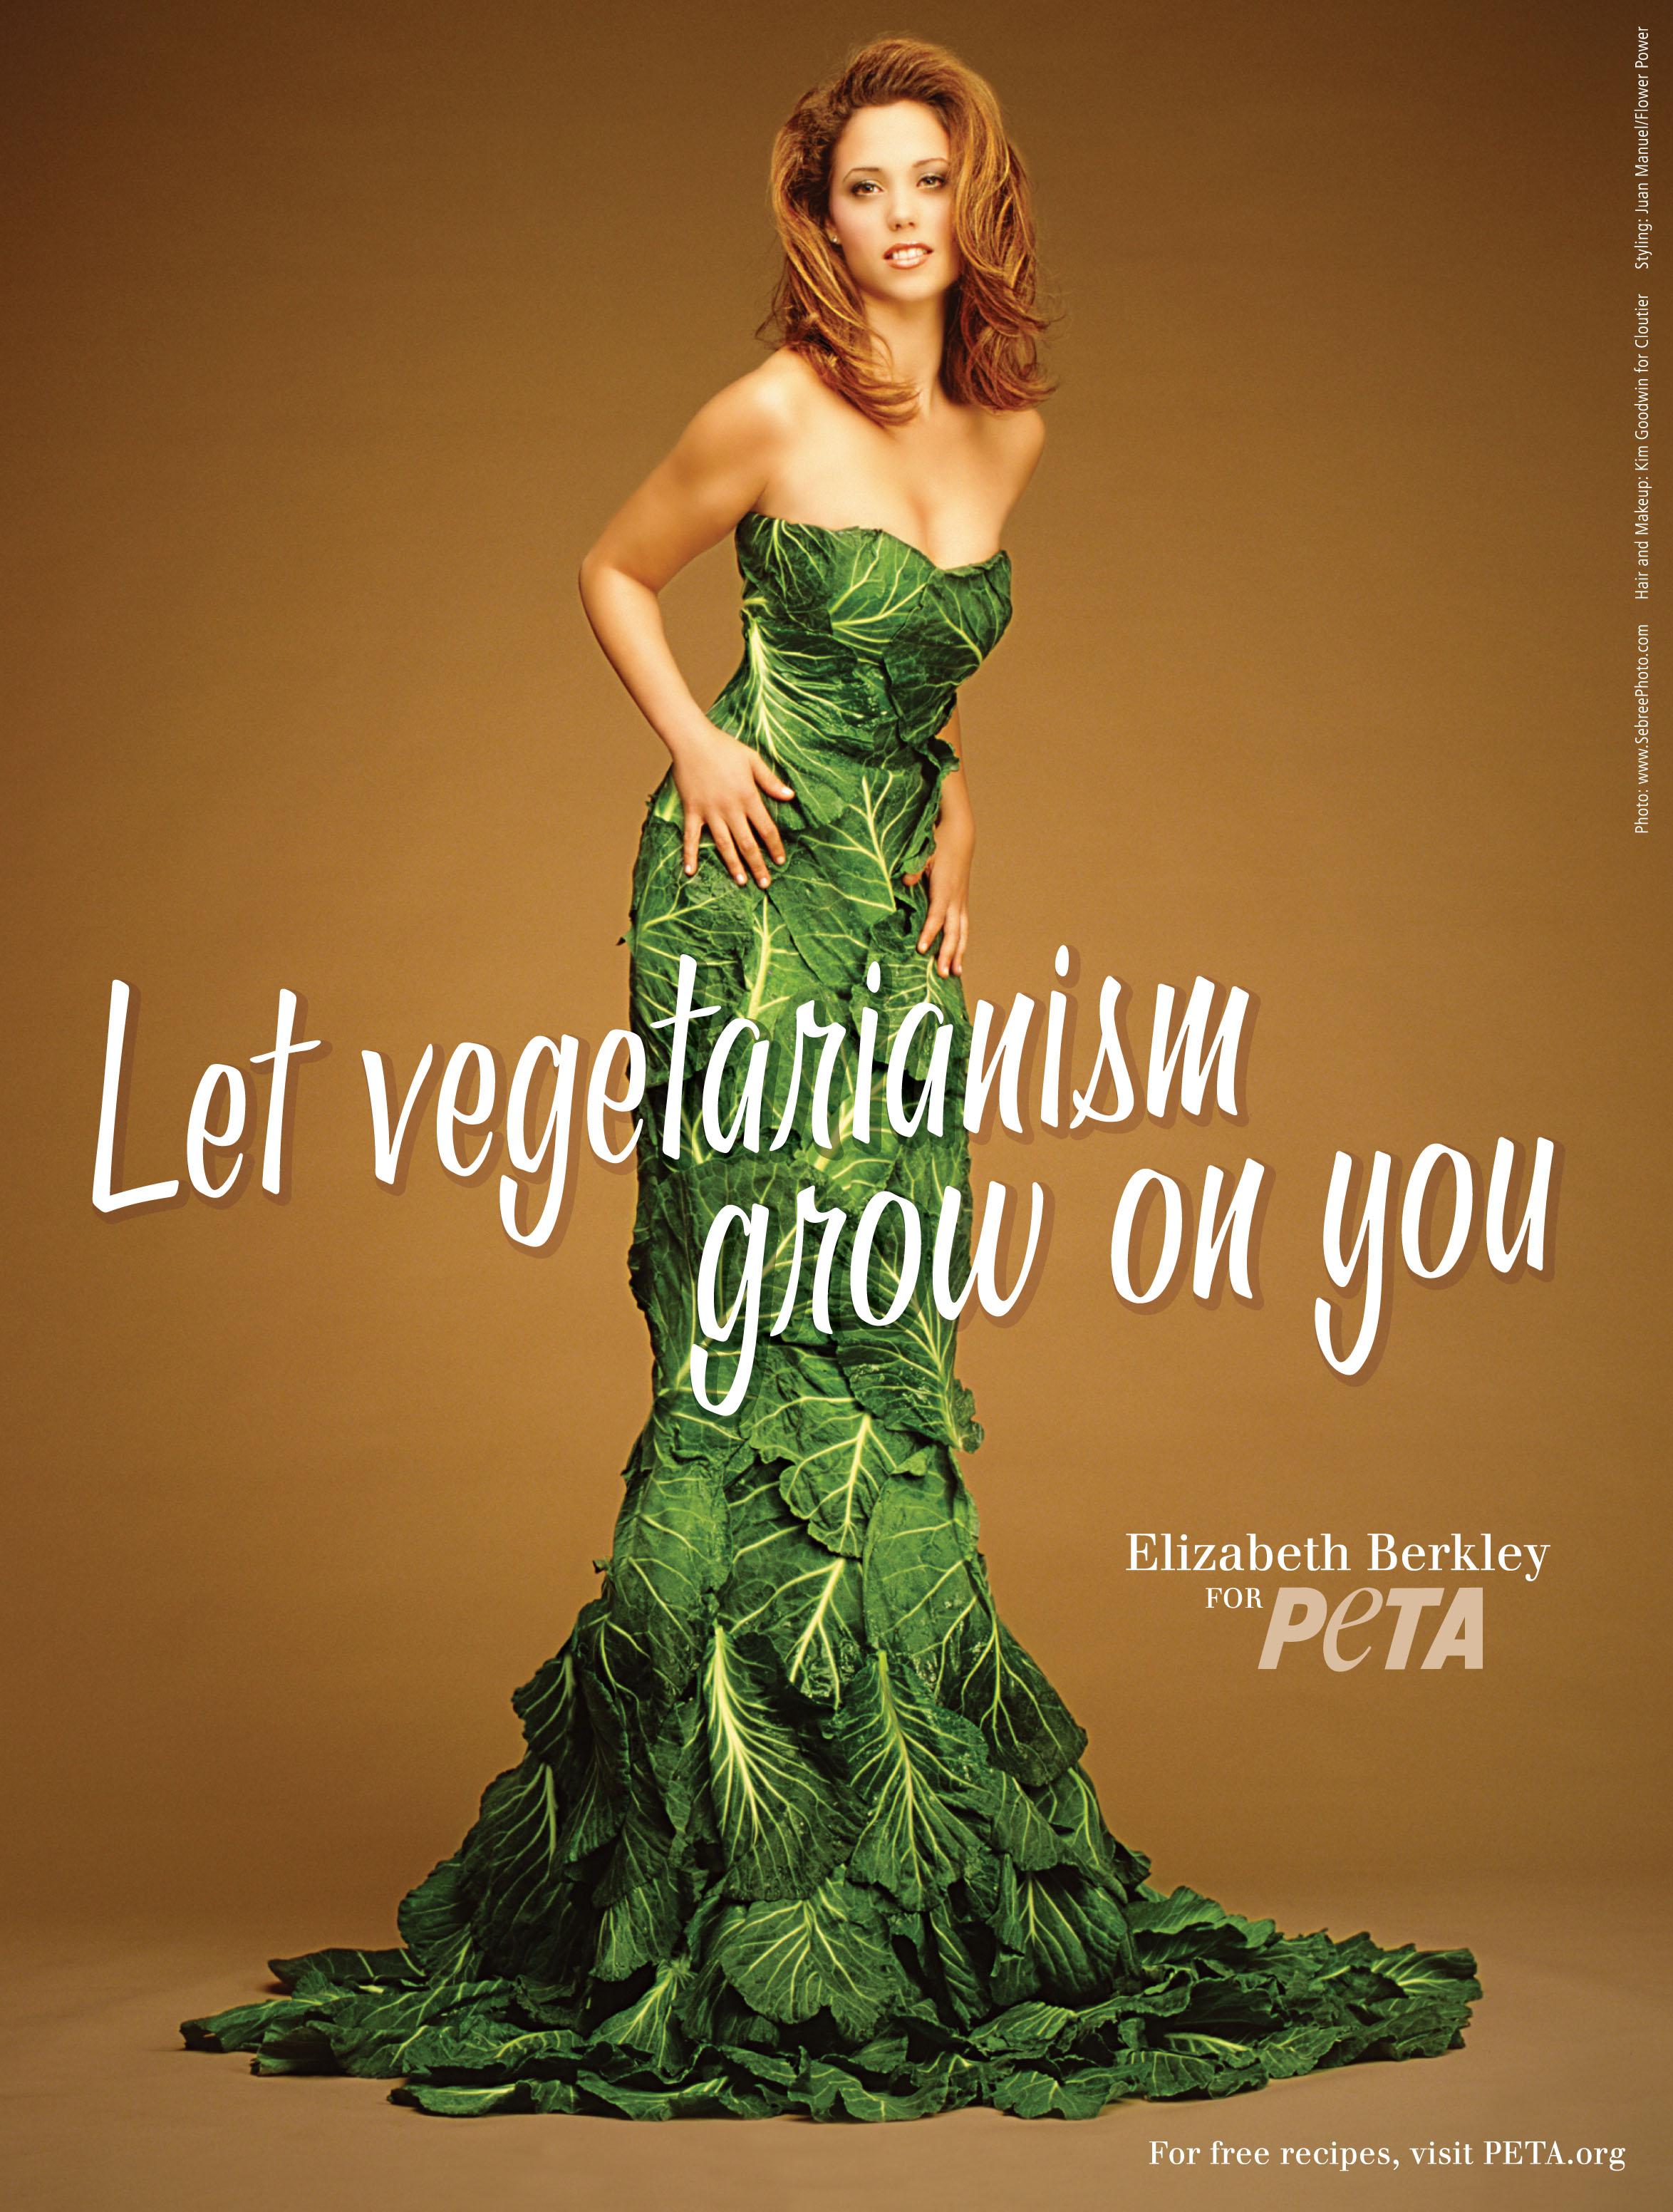 Let vegetarianism
grow on you
Elizabeth Berkley
FOR PETA
For free recipes, visit PETA.org
Photo: www.SebreePhoto.com Hair and Makeup: Kim Goodwin for Cloutier Styling: Juan Manuel/Flower Power